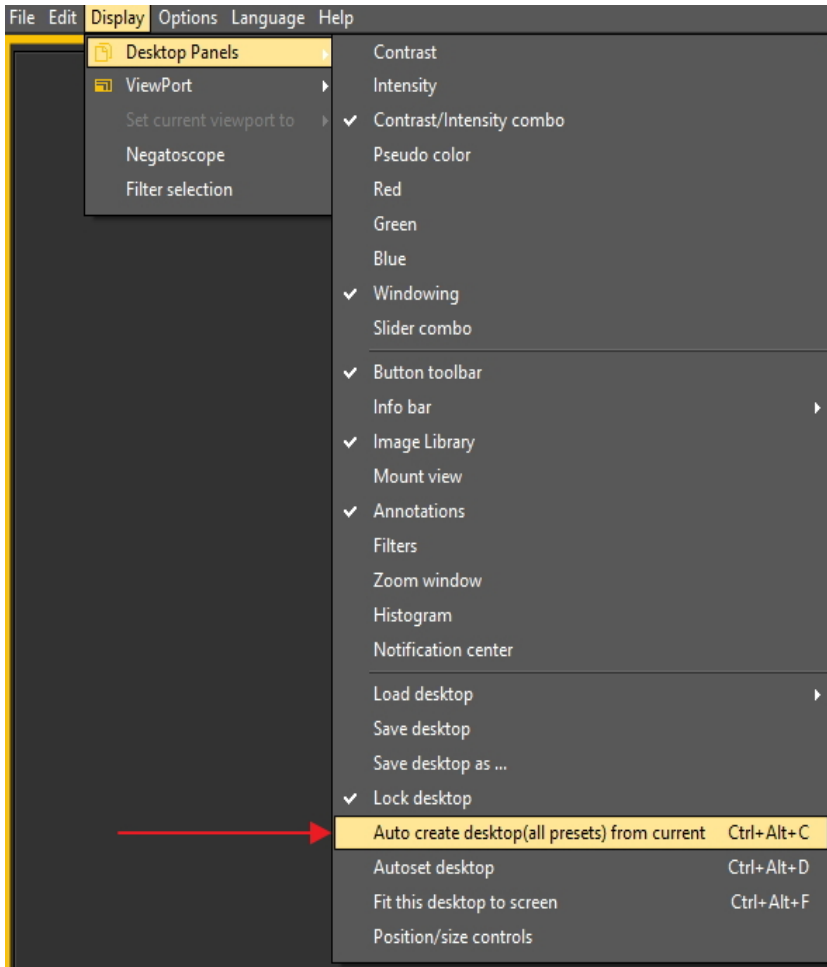 File Edit Display Options Language Help
Desktop Panels
ViewPort
Set current viewport to
Negatoscope
Filter selection
Contrast
Intensity
Contrast/Intensity combo
Pseudo color
Red
Green
Blue
Windowing
Slider combo
Button toolbar
Info bar
Image Library
Mount view
Annotations
Filters
Zoom window
Histogram
Notification center
Load desktop
Save desktop
Save desktop as ...
Lock desktop
Auto create desktop(all presets) from current Ctrl+Alt+C
Autoset desktop Ctrl+Alt+D
Fit this desktop to screen Ctrl+Alt+F
Position/size controls